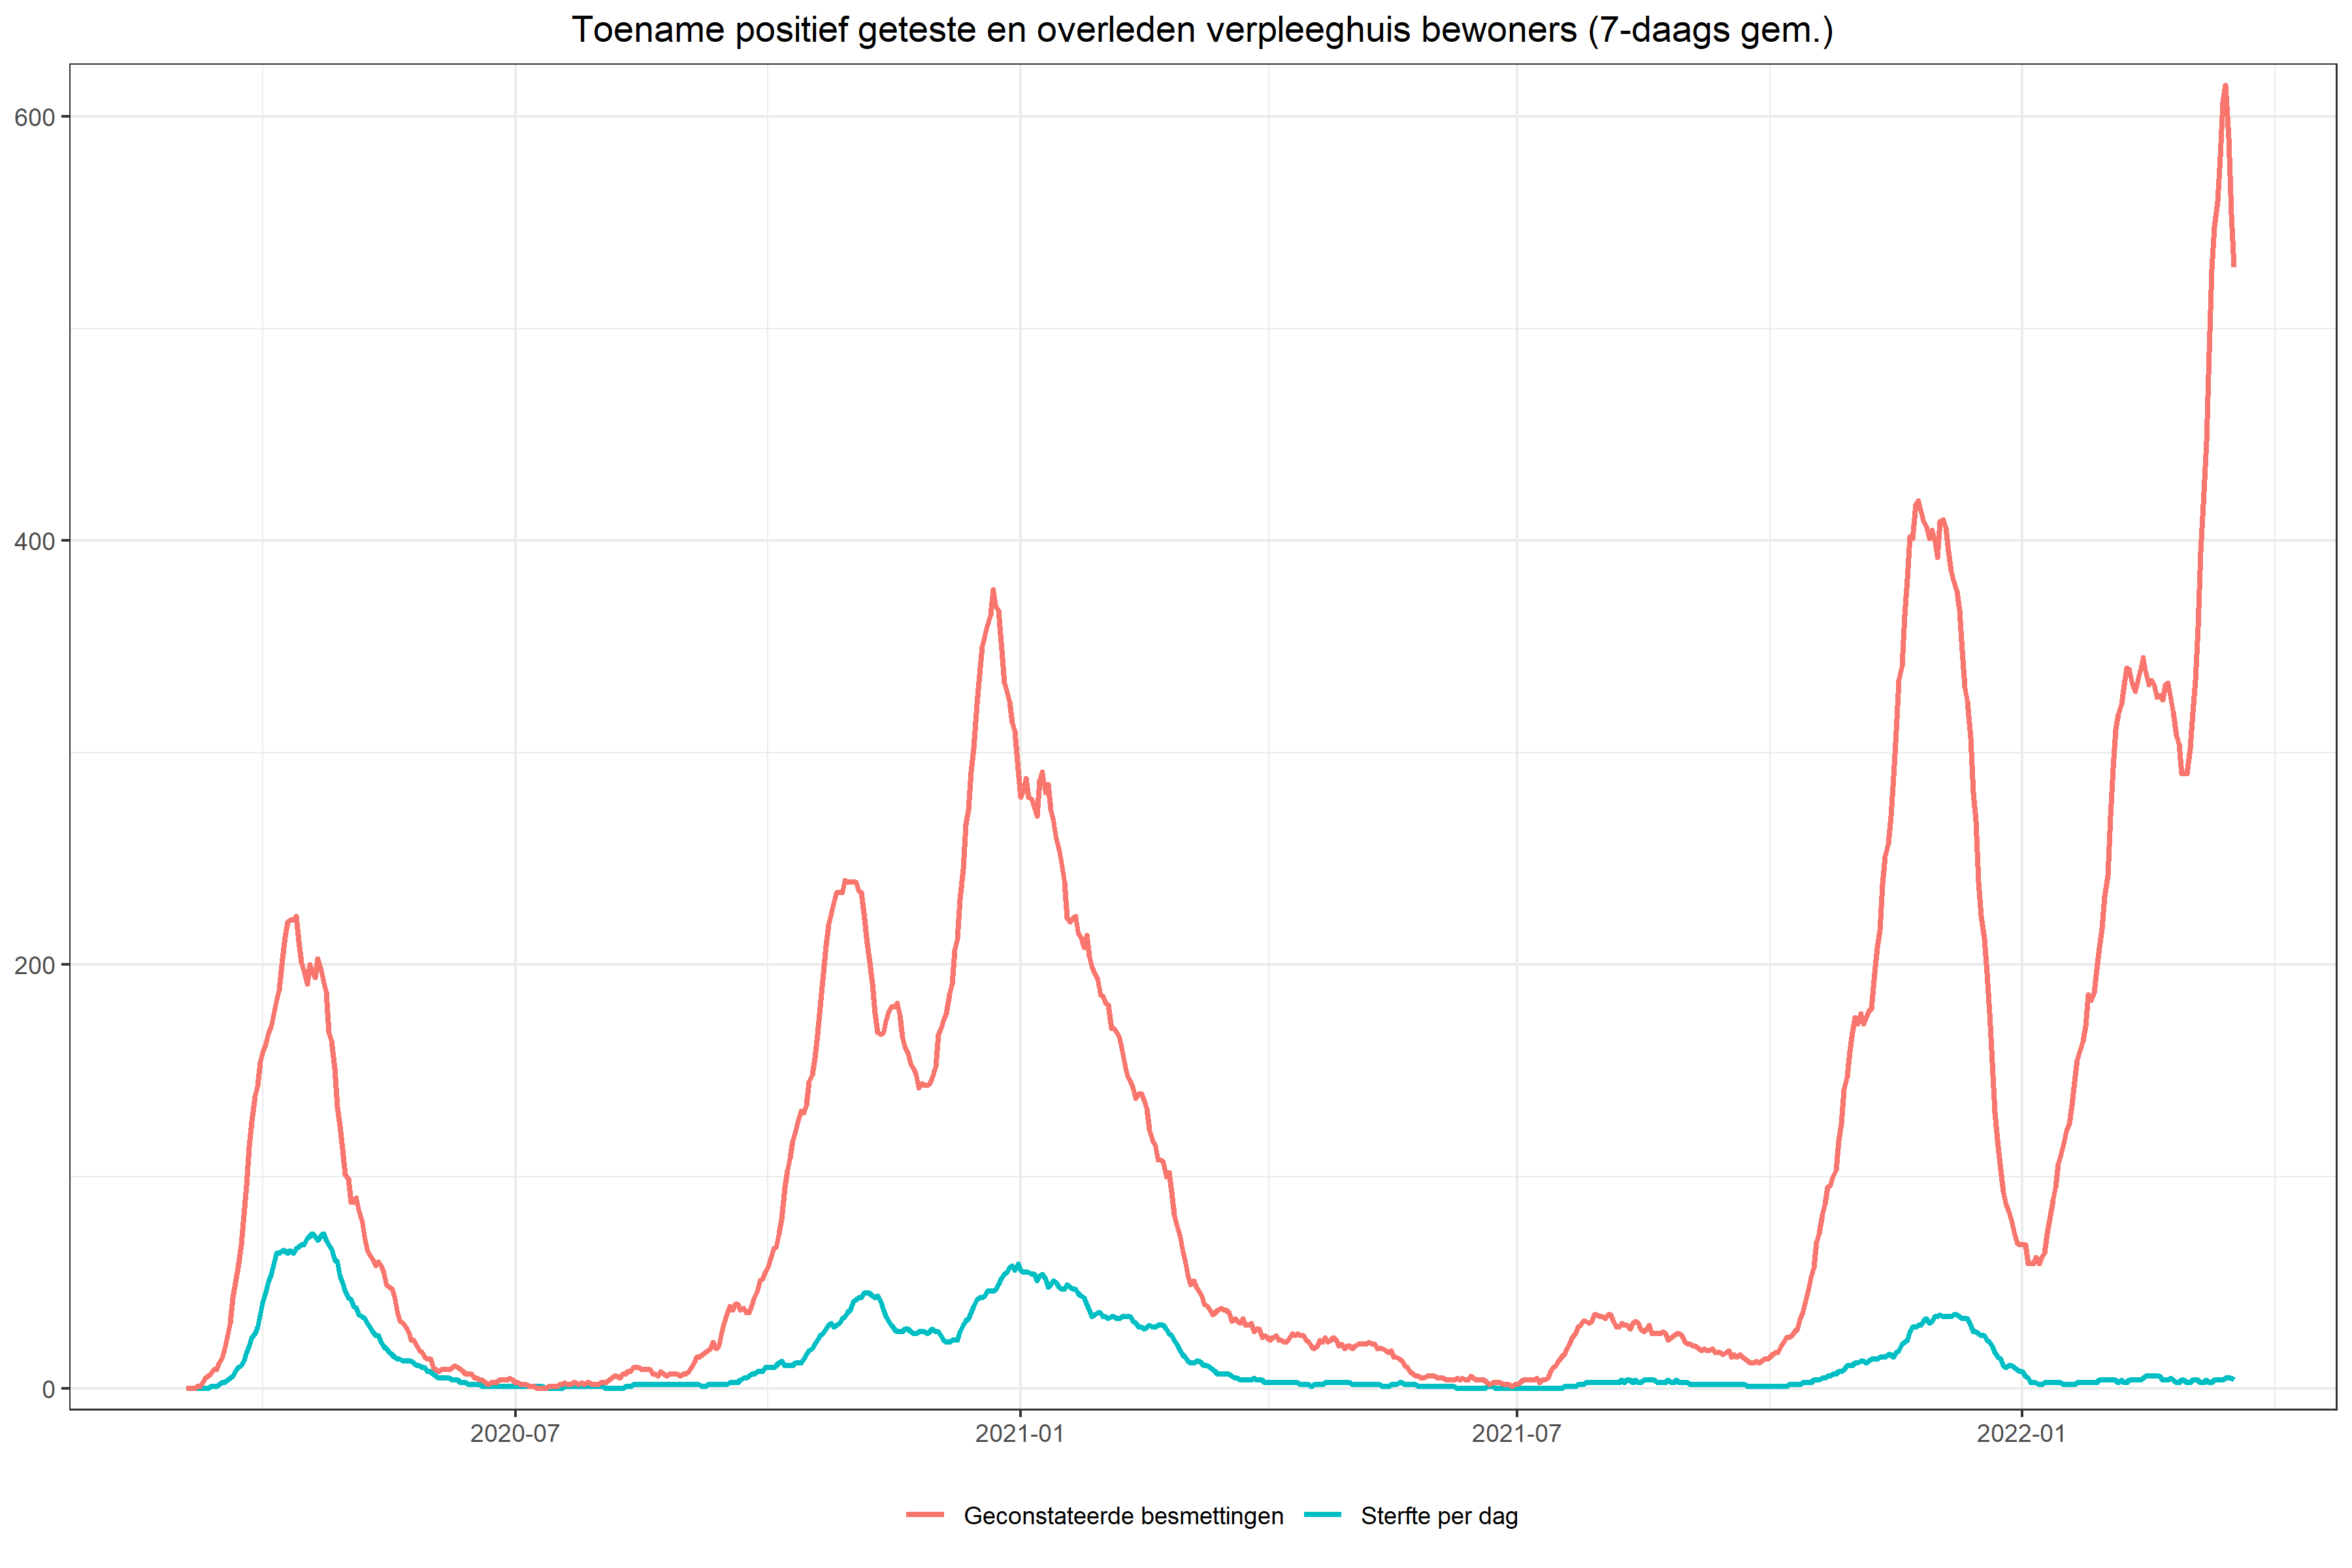 Toename positief geteste en overleden verpleeghuis bewoners (7-daags gem.)
600
400
200
0
2020-07 2021-01 2021-07 2022-01
Geconstateerde besmettingen Sterfte per dag